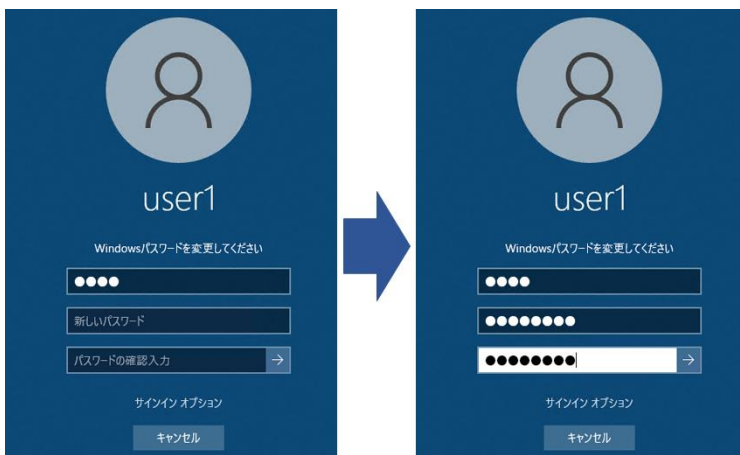 user1
Windowsパスワードを変更してください
●●●●
新しいパスワード
パスワードの確認入力
サインイン オプション
キャンセル
user1
Windowsパスワードを変更してください
●●●●
●●●●●●●●
●●●●●●●●
サインイン オプション
キャンセル